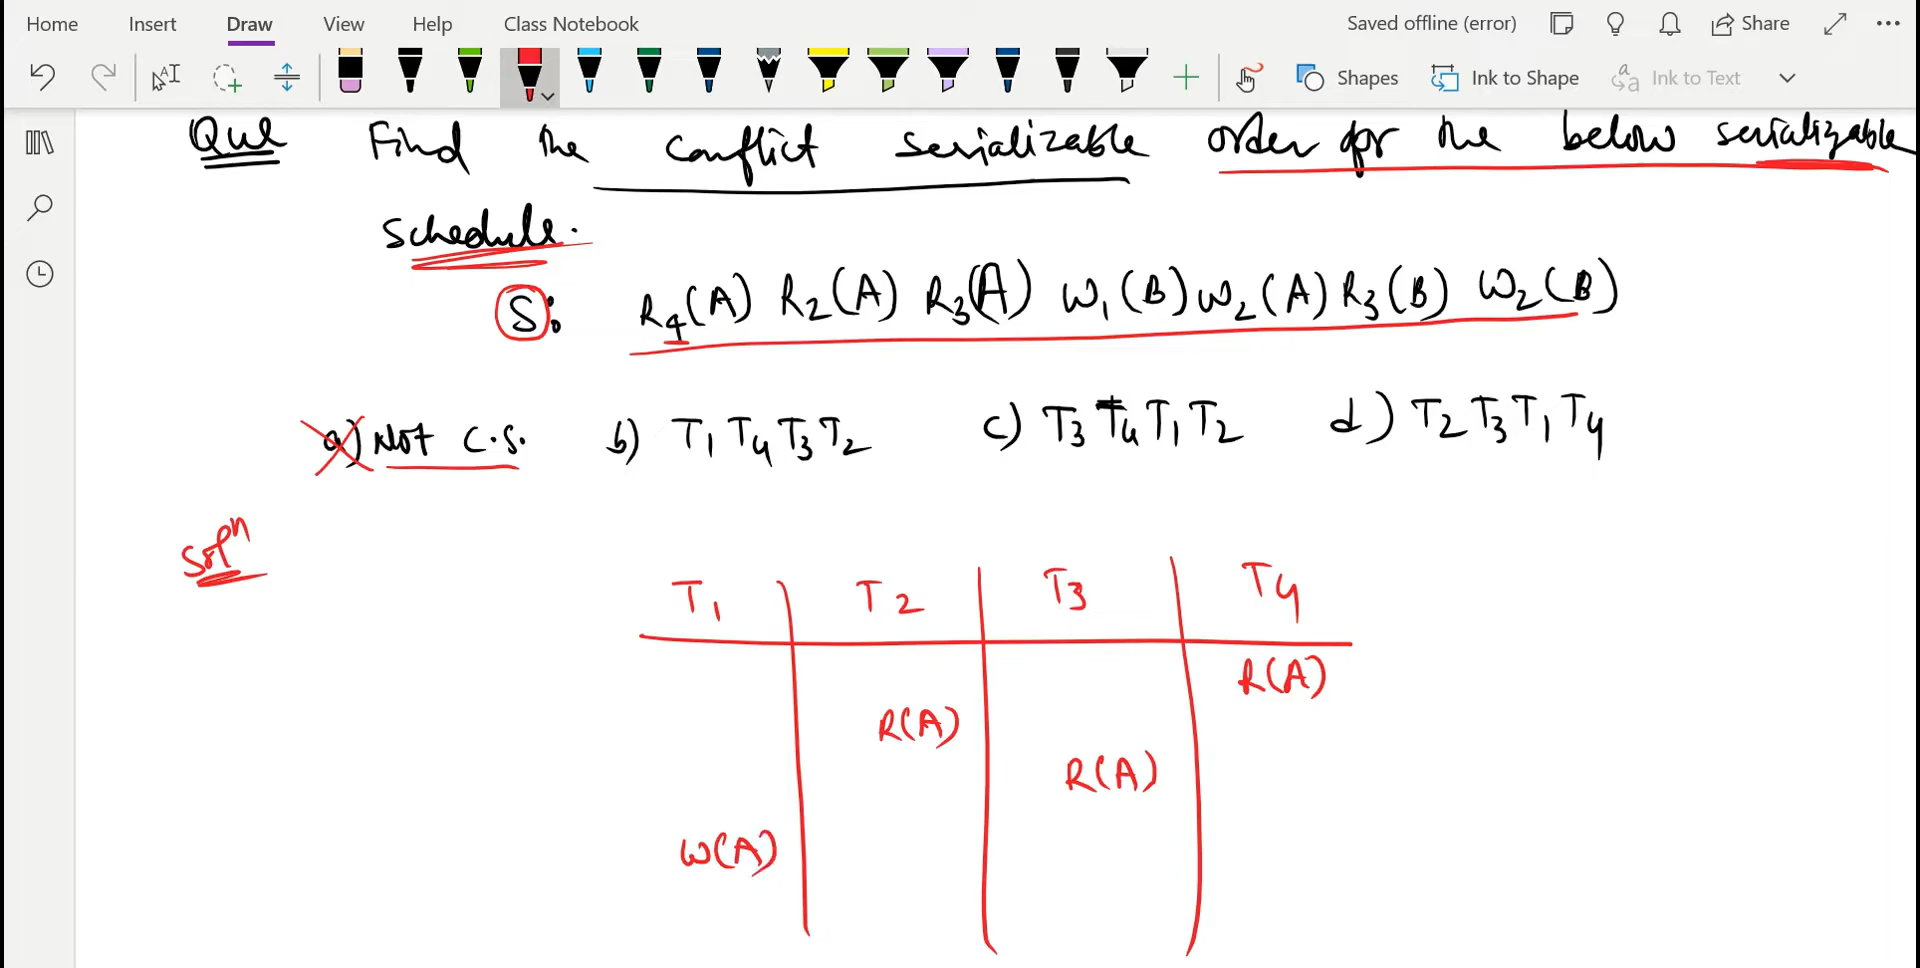 Home Insert Draw View Help Class Notebook Saved offline (error) Share
Shapes Ink to Shape Ink to Text
Que Find the conflict serializable order for the below serializable
schedule.
S: R4(A) R2(A) R3(A) W1(B) W2(A) R3(B) W2(B)
a) Not C.S. b) T1 T4 T3 T2 c) T3 T4 T1 T2 d) T2 T3 T1 T4
Sol^n
T1 T2 T3 T4
R(A)
R(A)
R(A)
W(A)